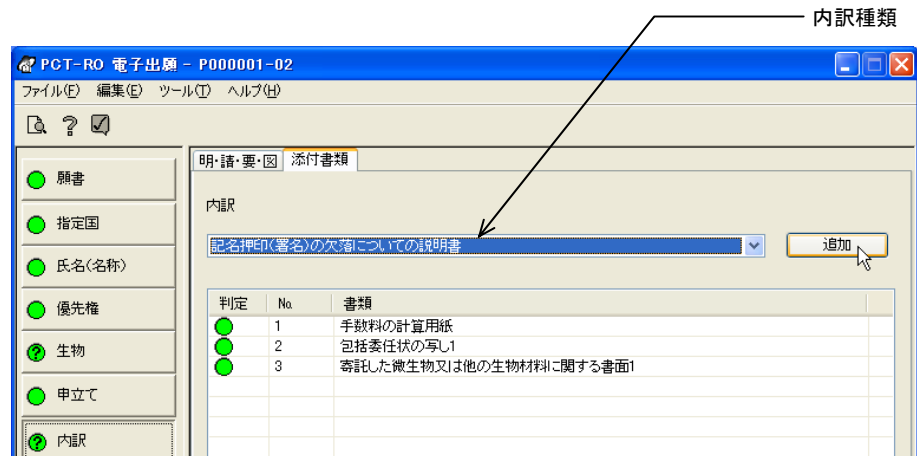 内訳種類
PCT-RO 電子出願 - P000001-02
ファイル(F) 編集(E) ツール(T) ヘルプ(H)
明・請・要・図 添付書類
願書
指定国
氏名(名称)
優先権
生物
申立て
内訳
内訳
記名押印(署名)の欠落についての説明書
追加
判定 No. 書類
1 手数料の計算用紙
2 包括委任状の写し1
3 寄託した微生物又は他の生物材料に関する書面1